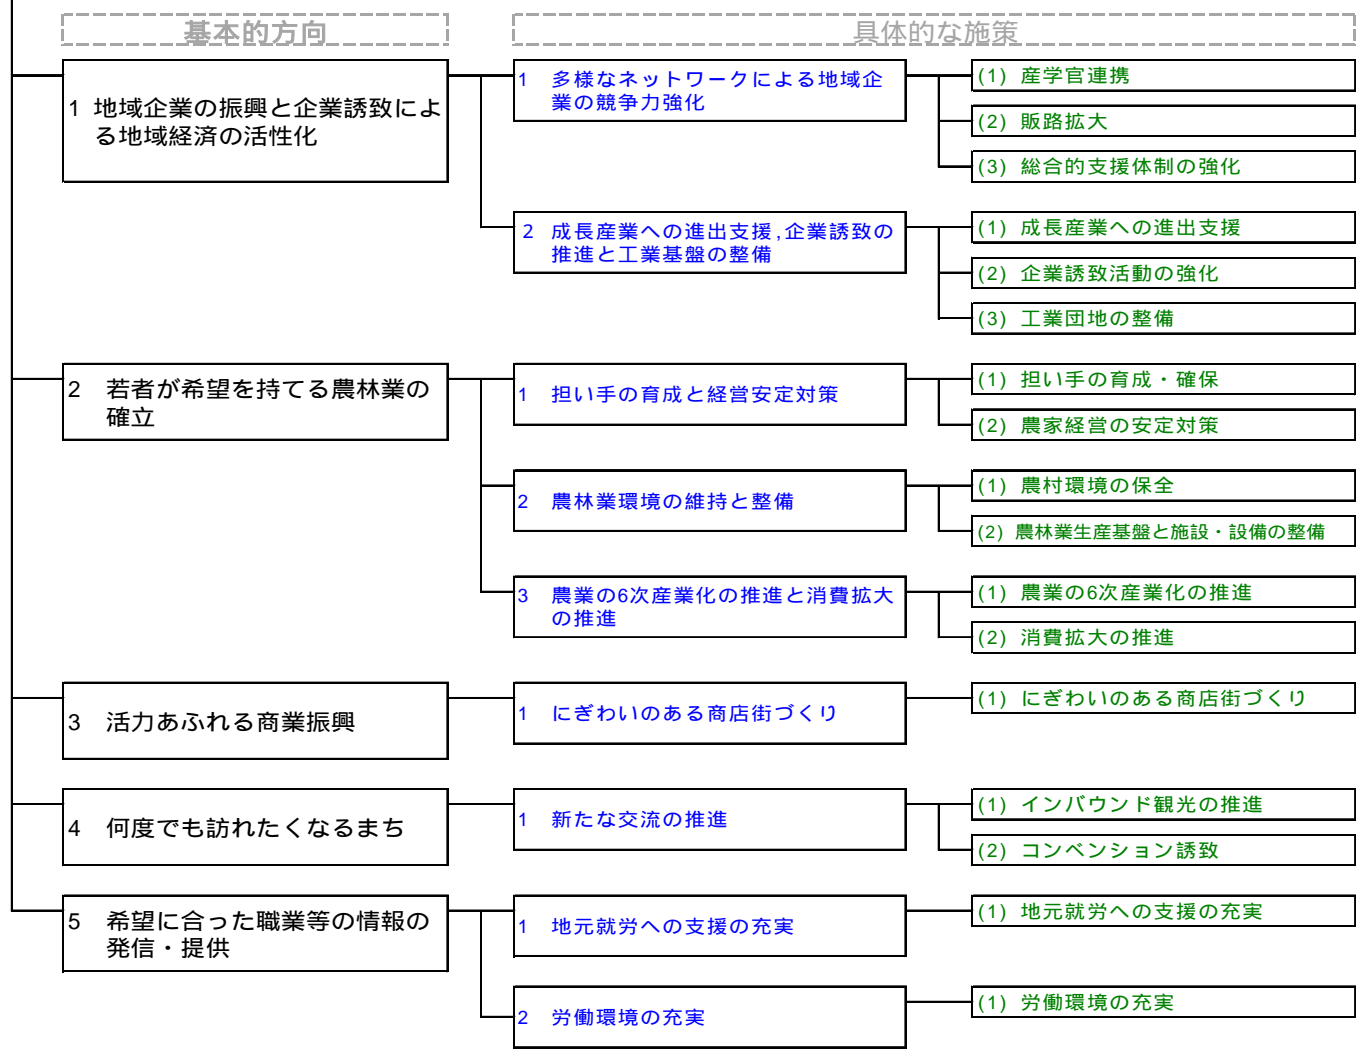 基本的方向
具体的な施策
1 地域企業の振興と企業誘致によ
る地域経済の活性化
1 多様なネットワークによる地域企
業の競争力強化
(1) 産学官連携
(2) 販路拡大
(3) 総合的支援体制の強化
2 成長産業への進出支援,企業誘致の
推進と工業基盤の整備
(1) 成長産業への進出支援
(2) 企業誘致活動の強化
(3) 工業団地の整備
2 若者が希望を持てる農林業の
確立
1 担い手の育成と経営安定対策
(1) 担い手の育成・確保
(2) 農家経営の安定対策
2 農林業環境の維持と整備
(1) 農村環境の保全
(2) 農林業生産基盤と施設・設備の整備
3 農業の6次産業化の推進と消費拡大
の推進
(1) 農業の6次産業化の推進
(2) 消費拡大の推進
3 活力あふれる商業振興
1 にぎわいのある商店街づくり
(1) にぎわいのある商店街づくり
4 何度でも訪れたくなるまち
1 新たな交流の推進
(1) インバウンド観光の推進
(2) コンベンション誘致
5 希望に合った職業等の情報の
発信・提供
1 地元就労への支援の充実
(1) 地元就労への支援の充実
2 労働環境の充実
(1) 労働環境の充実